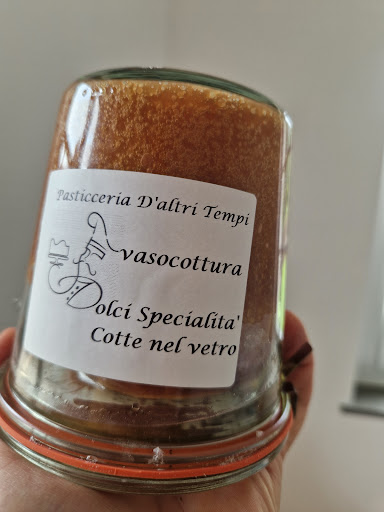 Pasticceria D'altri Tempi
vasocottura
Dolci Specialita'
Cotte nel vetro